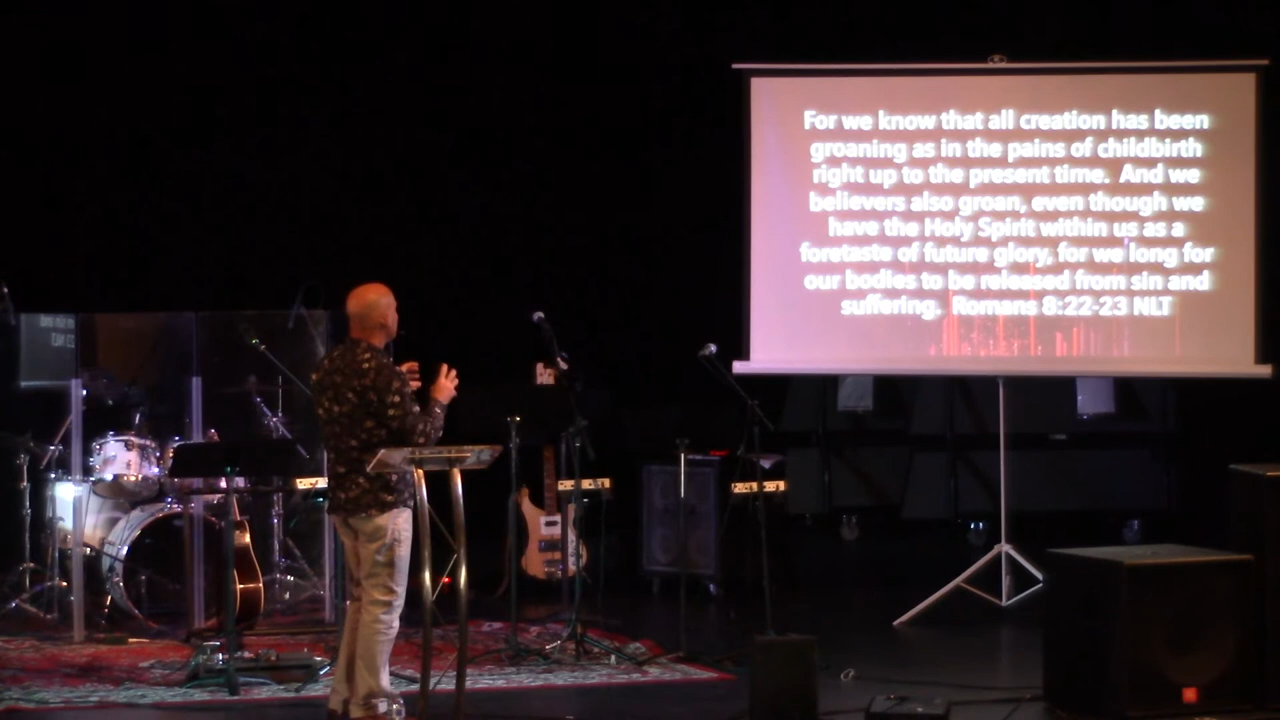 For we know that all creation has been
groaning as in the pains of childbirth
right up to the present time. And we
believers also groan, even though we
have the Holy Spirit within us as a
foretaste of future glory, for we long for
our bodies to be released from sin and
suffering. Romans 8:22-23 NLT